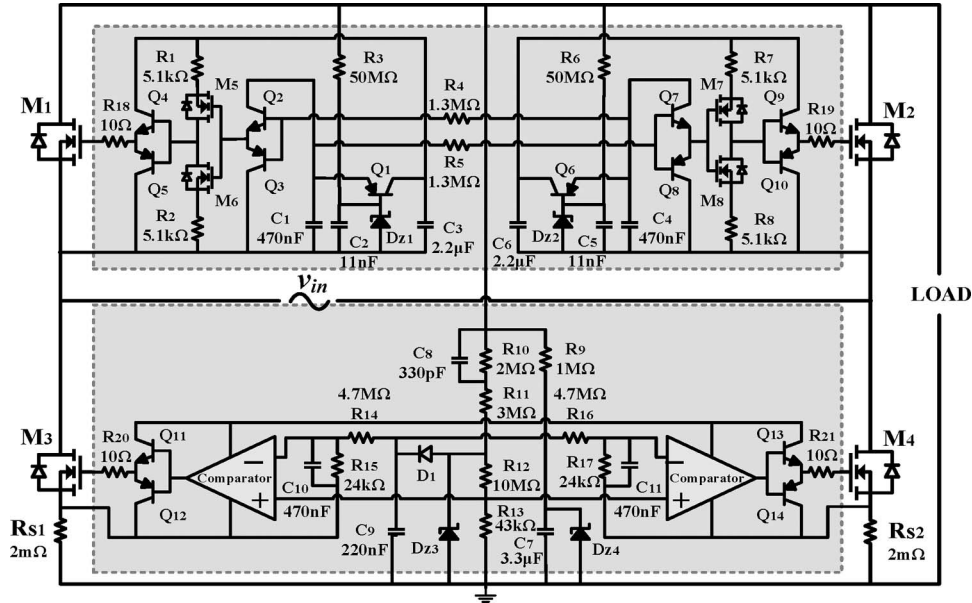 R1
5.1kΩ
M5
Q4
Q2
R3
50MΩ
R4
1.3MΩ
R6
50MΩ
Q7
M7
R7
5.1kΩ
Q9
M1
R18
10Ω
R19
10Ω
M2
Q5
M6
Q3
R5
1.3MΩ
Q1
Q6
Q8
M8
Q10
R2
5.1kΩ
C1
470nF
C2
11nF
Dz1
C3
2.2μF
C6
2.2μF
Dz2
C5
11nF
C4
470nF
R8
5.1kΩ
vin
LOAD
C8
330pF
R10
2MΩ
R9
1MΩ
4.7MΩ
R14
R11
3MΩ
4.7MΩ
R16
M3
R20
10Ω
Q11
Q13
R21
10Ω
M4
Comparator
R15
24kΩ
D1
R12
10MΩ
R17
24kΩ
Comparator
Q12
C10
470nF
C11
470nF
Q14
Rs1
2mΩ
C9
220nF
Dz3
R13
43kΩ
C7
3.3μF
Dz4
Rs2
2mΩ